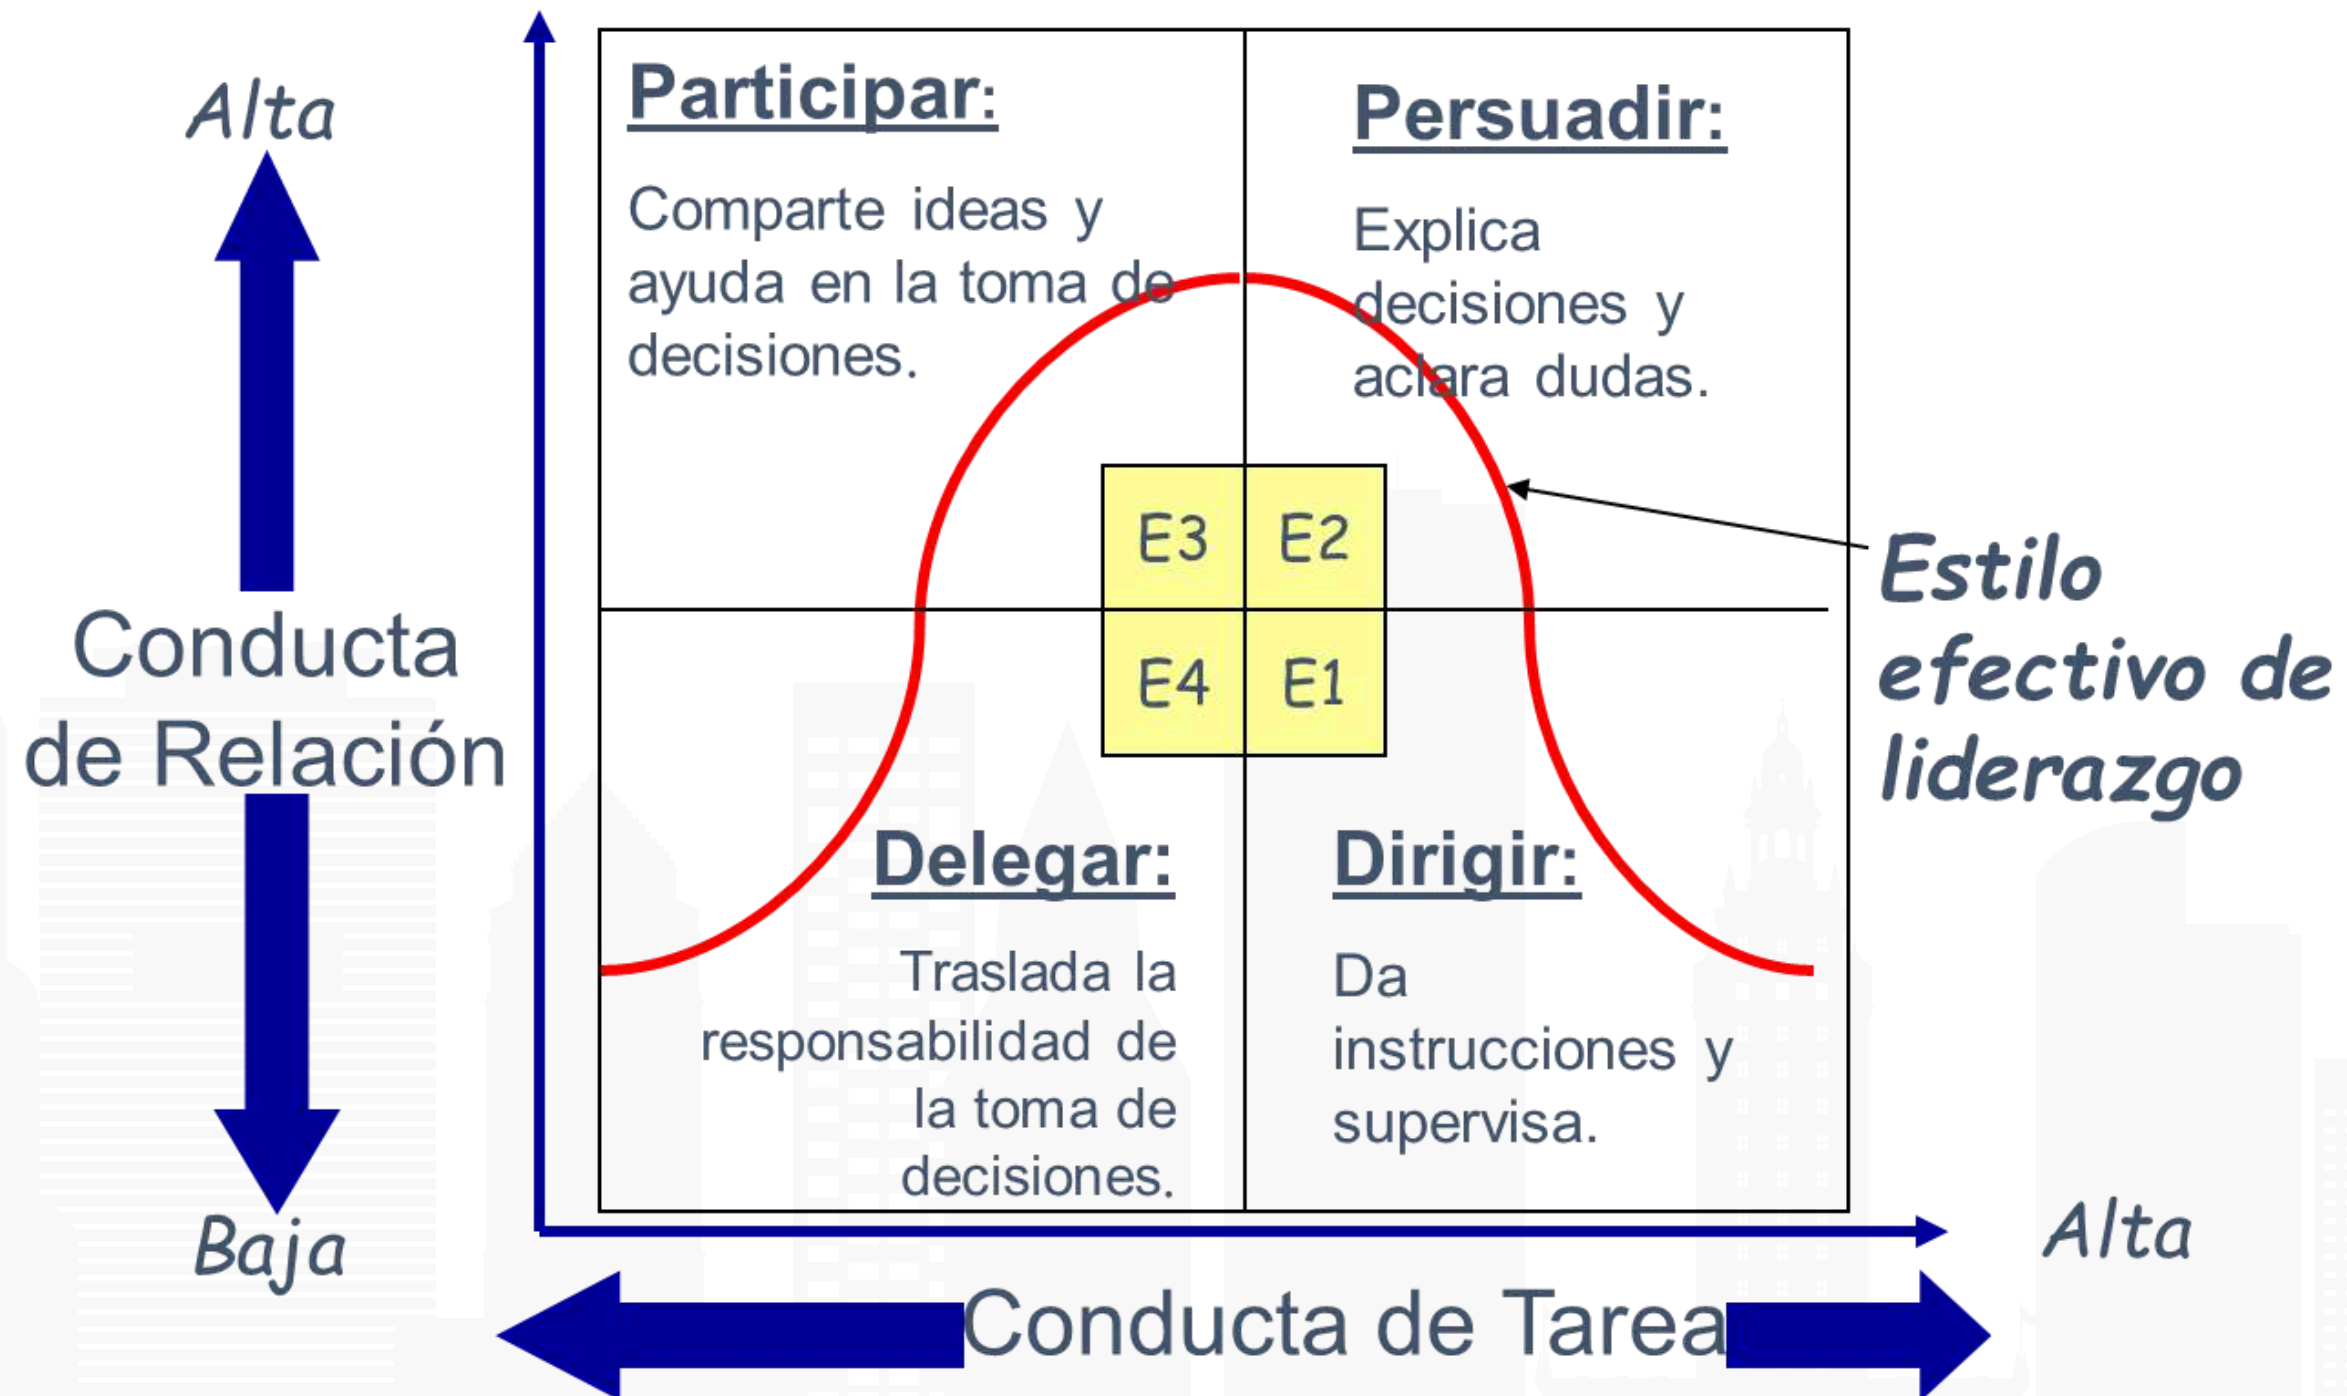 Alta
Conducta
de Relación
Baja
Participar:
Comparte ideas y
ayuda en la toma de
decisiones.
Persuadir:
Explica
decisiones y
aclara dudas.
E3
E2
E4
E1
Delegar:
Traslada la
responsabilidad de
la toma de
decisiones.
Dirigir:
Da
instrucciones y
supervisa.
Estilo
efectivo de
liderazgo
Alta
Conducta de Tarea